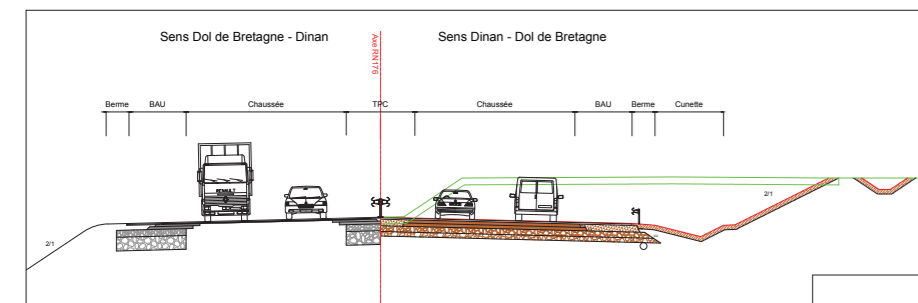 Sens Dol de Bretagne - Dinan
Sens Dinan - Dol de Bretagne
Axe RN176
Berme BAU Chaussée TPC Chaussée BAU Berme Cunette
RENAULT
2/1
2/1